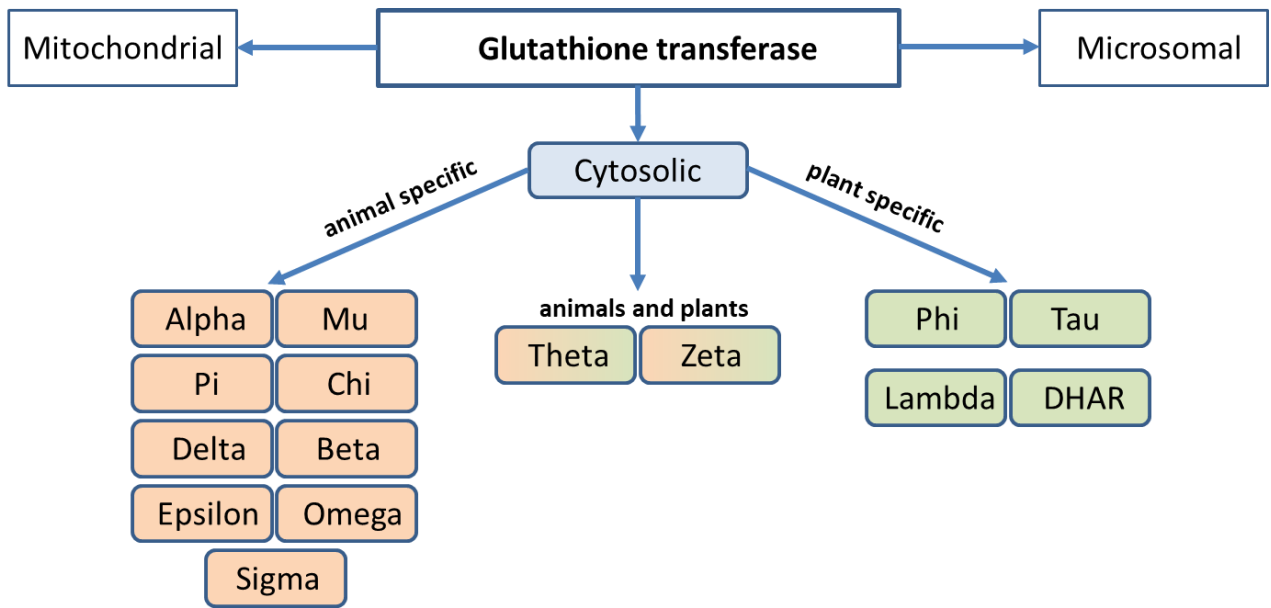 Mitochondrial
Glutathione transferase
Microsomal
Cytosolic
animal specific
plant specific
animals and plants
Alpha
Mu
Pi
Chi
Delta
Beta
Epsilon
Omega
Sigma
Theta
Zeta
Phi
Tau
Lambda
DHAR